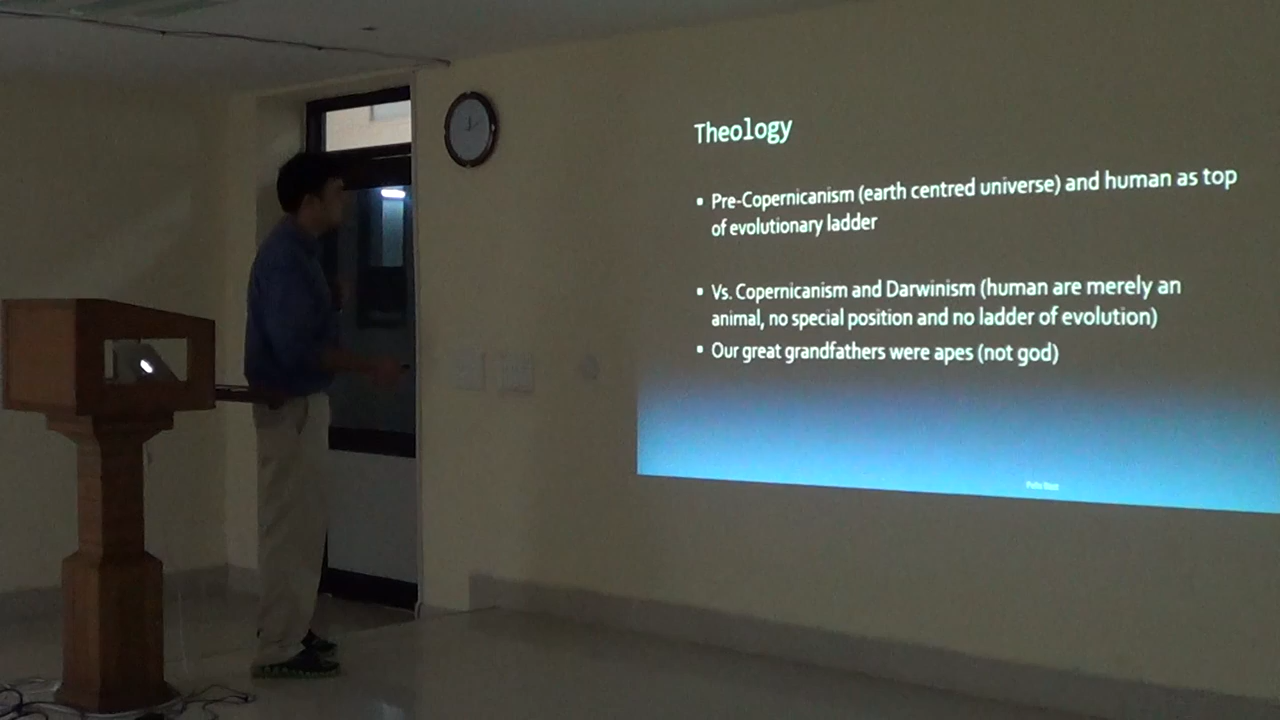 Theology
• Pre-Copernicanism (earth centred universe) and human as top
of evolutionary ladder
• Vs. Copernicanism and Darwinism (human are merely an
animal, no special position and no ladder of evolution)
• Our great grandfathers were apes (not god)